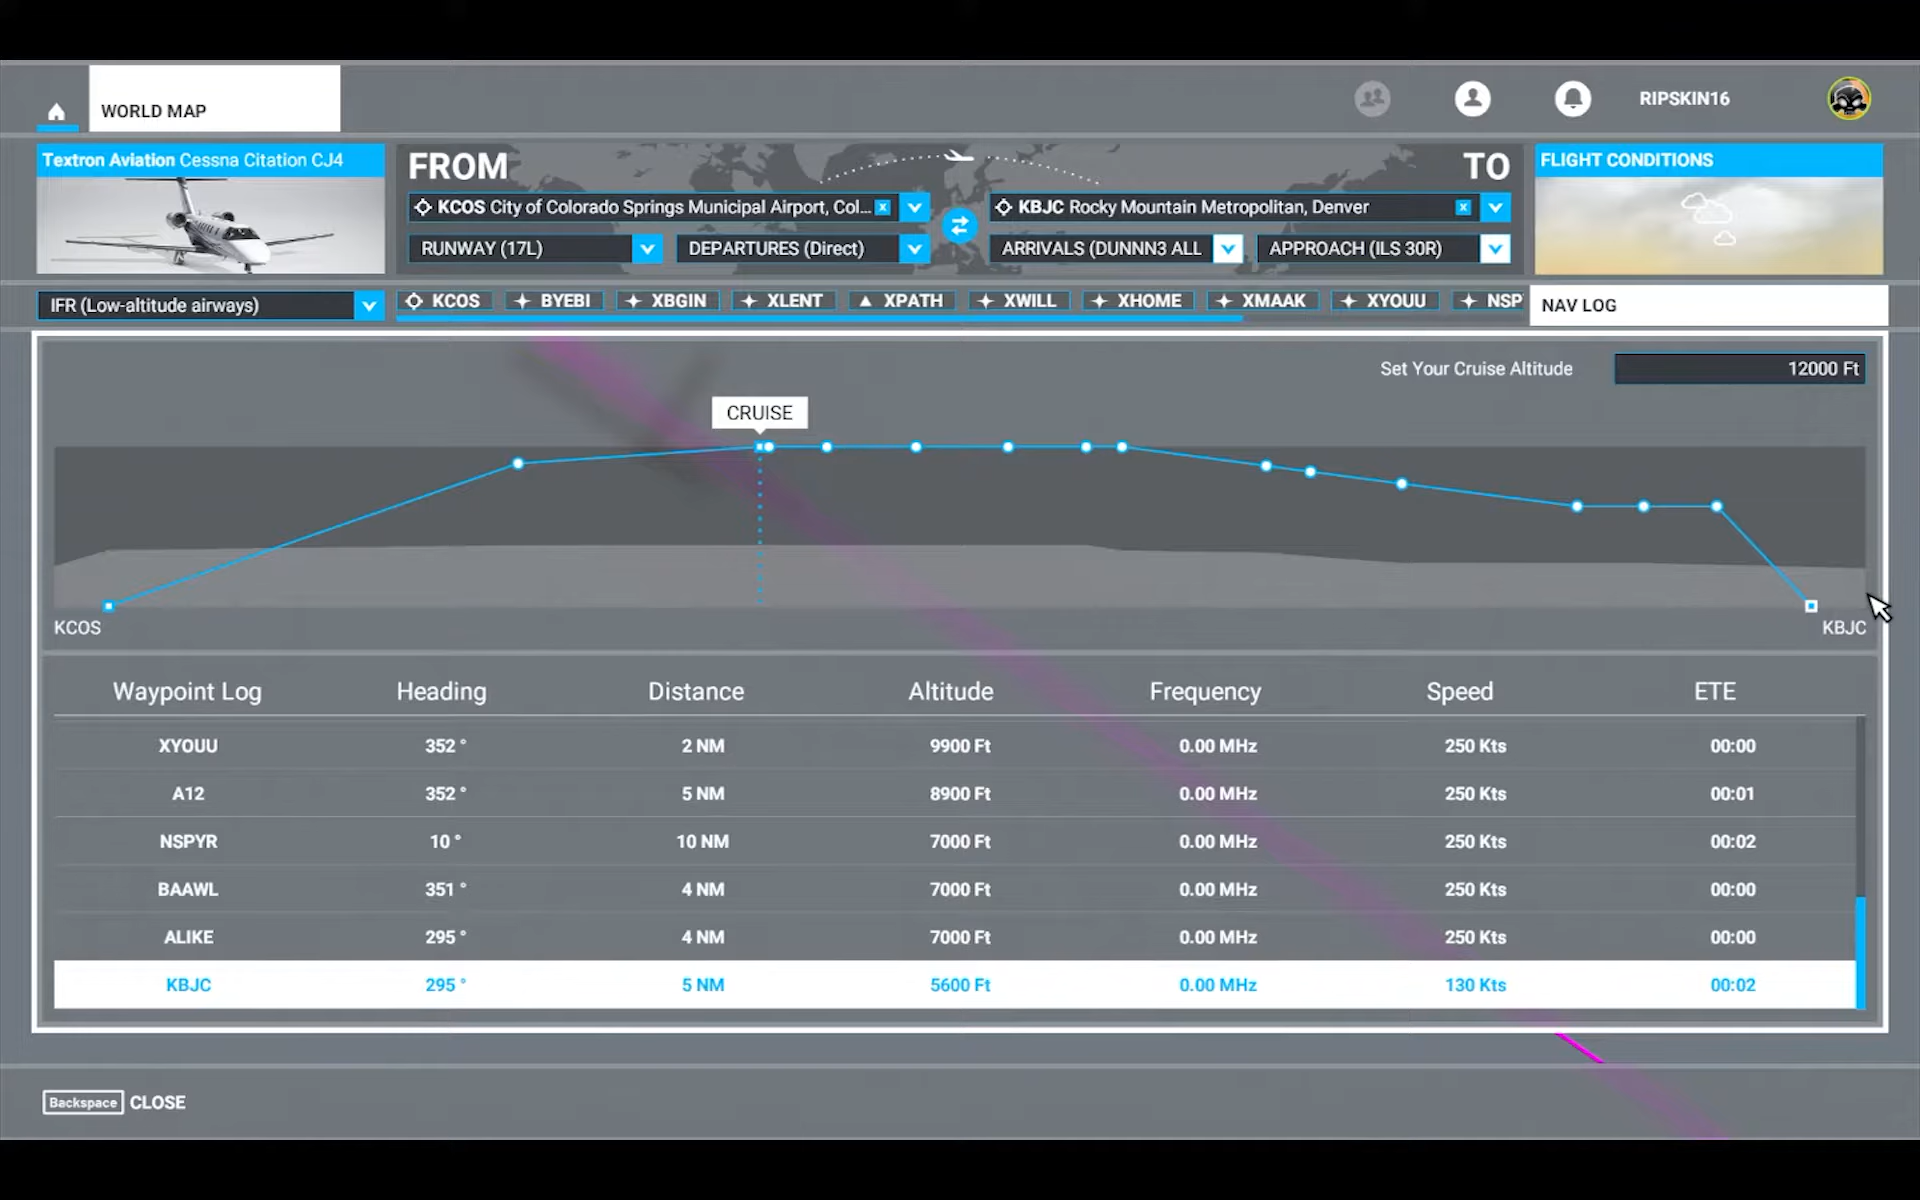 WORLD MAP
RIPSKIN16
Textron Aviation Cessna Citation CJ4
FROM
TO
FLIGHT CONDITIONS
KCOS City of Colorado Springs Municipal Airport, Col...
KBJC Rocky Mountain Metropolitan, Denver
RUNWAY (17L)
DEPARTURES (Direct)
ARRIVALS (DUNNN3 ALL
APPROACH (ILS 30R)
IFR (Low-altitude airways)
KCOS BYEBI XBGIN XLENT XPATH XWILL XHOME XMAAK XYOUU NSP
NAV LOG
Set Your Cruise Altitude 12000 Ft
CRUISE
KCOS
KBJC
Waypoint Log Heading Distance Altitude Frequency Speed ETE
XYOUU 352 ° 2 NM 9900 Ft 0.00 MHz 250 Kts 00:00
A12 352 ° 5 NM 8900 Ft 0.00 MHz 250 Kts 00:01
NSPYR 10 ° 10 NM 7000 Ft 0.00 MHz 250 Kts 00:02
BAAWL 351 ° 4 NM 7000 Ft 0.00 MHz 250 Kts 00:00
ALIKE 295 ° 4 NM 7000 Ft 0.00 MHz 250 Kts 00:00
KBJC 295 ° 5 NM 5600 Ft 0.00 MHz 130 Kts 00:02
Backspace CLOSE